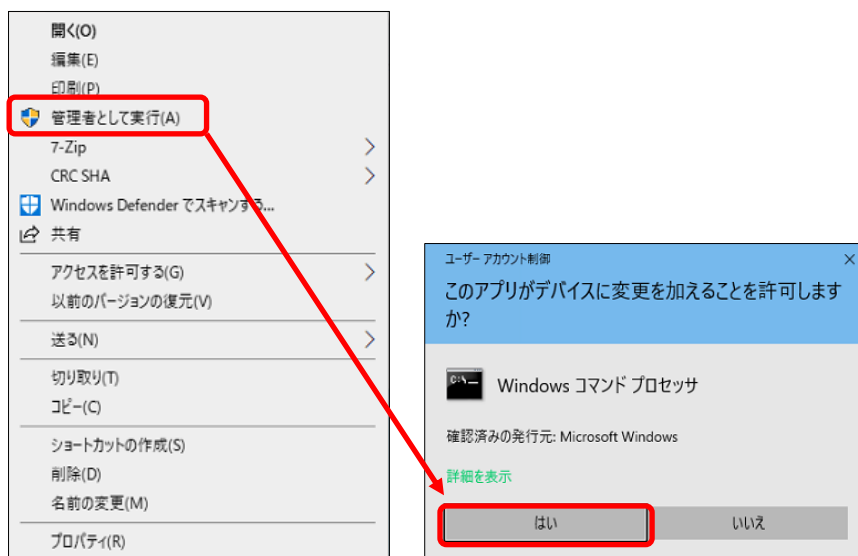 開く(O)
編集(E)
印刷(P)
管理者として実行(A)
7-Zip
CRC SHA
Windows Defender でスキャンする...
共有
アクセスを許可する(G)
以前のバージョンの復元(V)
送る(N)
切り取り(T)
コピー(C)
ショートカットの作成(S)
削除(D)
名前の変更(M)
プロパティ(R)
ユーザー アカウント制御
このアプリがデバイスに変更を加えることを許可します
か?
C:\
Windows コマンド プロセッサ
確認済みの発行元: Microsoft Windows
詳細を表示
はい
いいえ